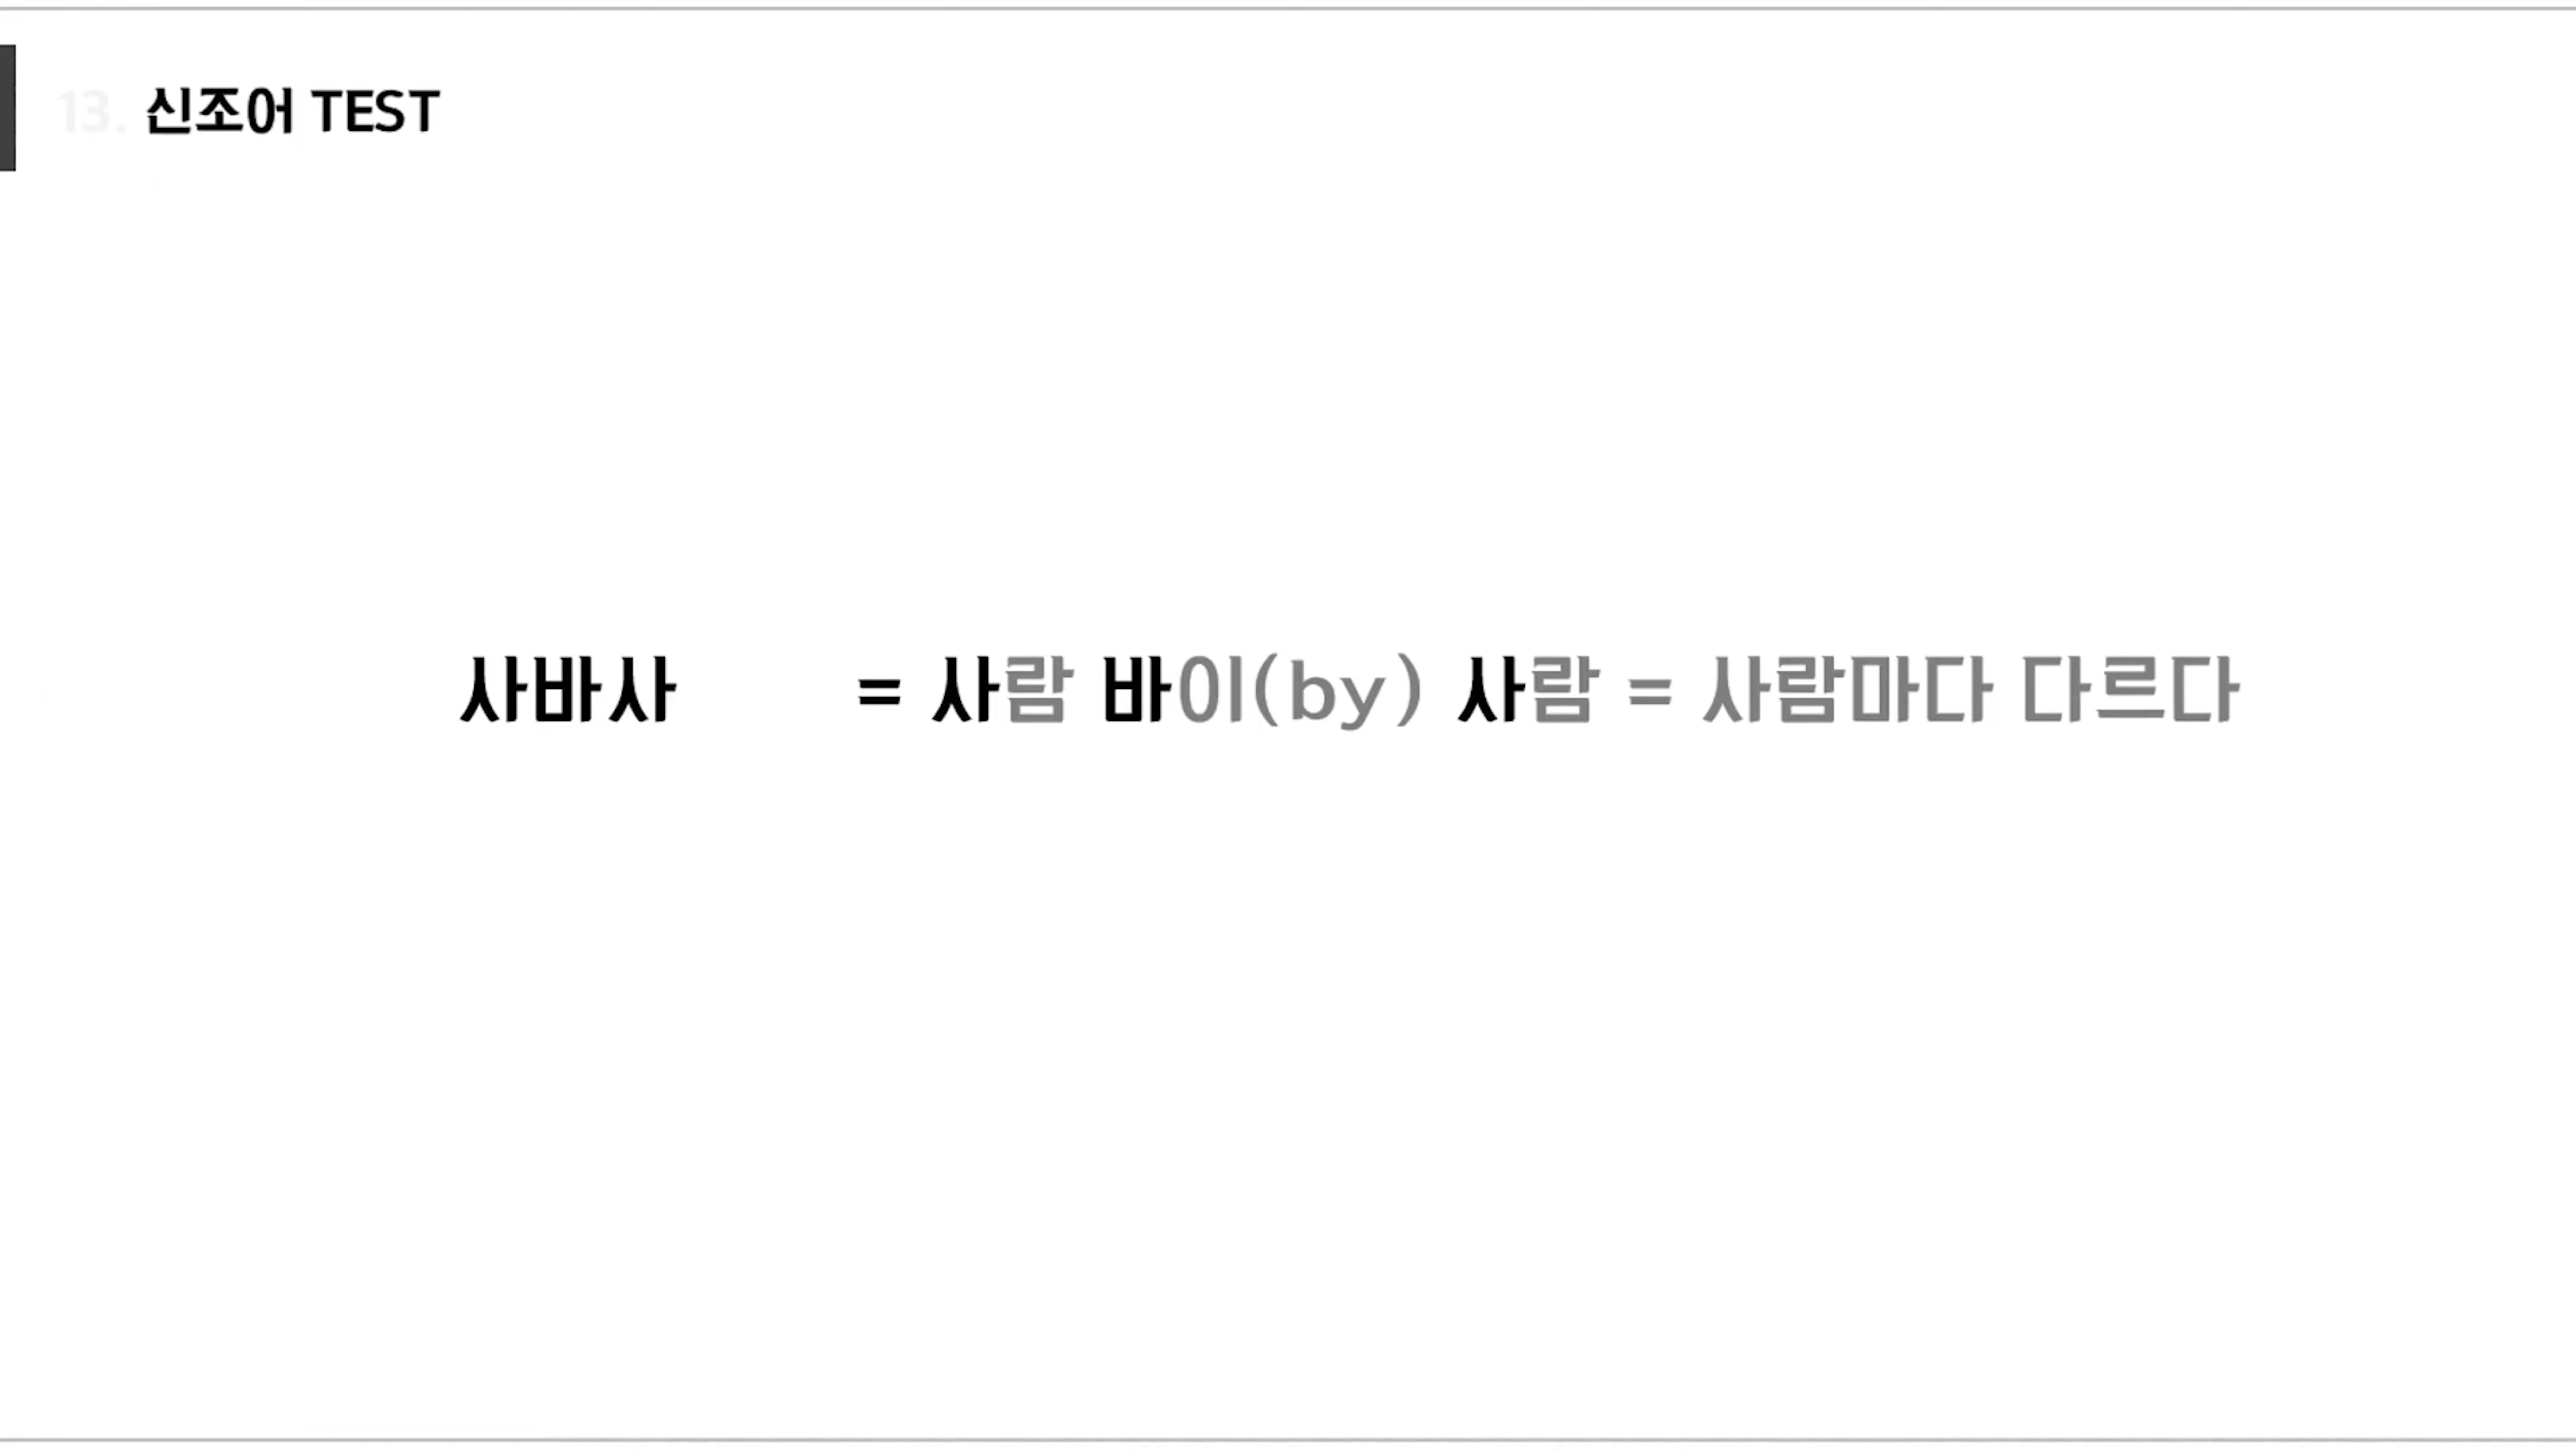 13. 신조어 TEST
사바사 = 사람 바이(by) 사람 = 사람마다 다르다